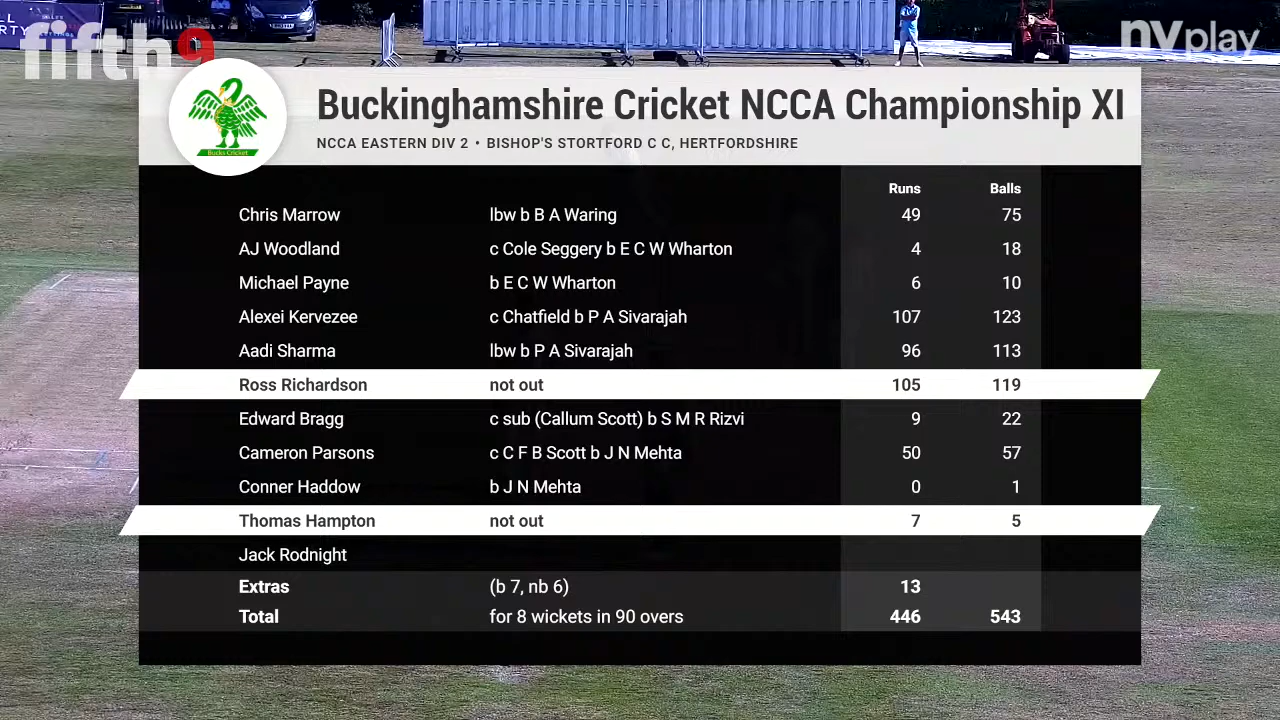 fifth9
nvplay
Buckinghamshire Cricket NCCA Championship XI
NCCA EASTERN DIV 2 • BISHOP'S STORTFORD C C, HERTFORDSHIRE
Bucks Cricket
Runs Balls
Chris Marrow lbw b B A Waring 49 75
AJ Woodland c Cole Seggery b E C W Wharton 4 18
Michael Payne b E C W Wharton 6 10
Alexei Kervezee c Chatfield b P A Sivarajah 107 123
Aadi Sharma lbw b P A Sivarajah 96 113
Ross Richardson not out 105 119
Edward Bragg c sub (Callum Scott) b S M R Rizvi 9 22
Cameron Parsons c C F B Scott b J N Mehta 50 57
Conner Haddow b J N Mehta 0 1
Thomas Hampton not out 7 5
Jack Rodnight
Extras (b 7, nb 6) 13
Total for 8 wickets in 90 overs 446 543